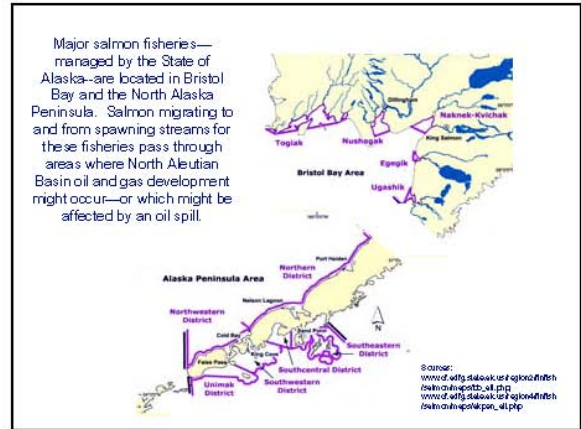 Major salmon fisheries—
managed by the State of
Alaska--are located in Bristol
Bay and the North Alaska
Peninsula. Salmon migrating to
and from spawning streams for
these fisheries pass through
areas where North Aleutian
Basin oil and gas development
might occur—or which might be
affected by an oil spill.
Dillingham
Naknek-Kvichak
King Salmon
Togiak
Nushagak
Egegik
Bristol Bay Area
Ugashik
Port Heiden
Northern
District
Alaska Peninsula Area
Nelson Lagoon
Northwestern
District
Cold Bay
Sand Point
N
King Cove
Southeastern
District
False Pass
Southcentral District
Unimak
District
Southwestern
District
Sources: